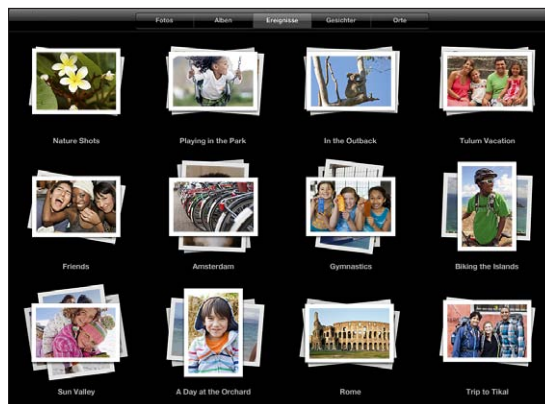 Fotos Alben Ereignisse Gesichter Orte
Nature Shots Playing in the Park In the Outback Tulum Vacation
Friends Amsterdam Gymnastics Biking the Islands
Sun Valley A Day at the Orchard Rome Trip to Tikal